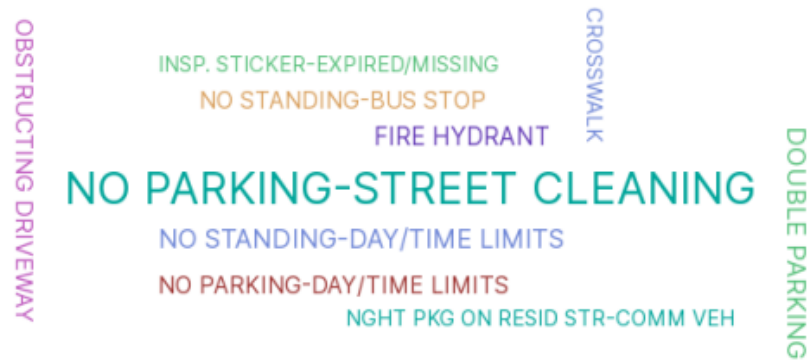 OBSTRUCTING DRIVEWAY
CROSSWALK
INSP. STICKER-EXPIRED/MISSING
NO STANDING-BUS STOP
FIRE HYDRANT
NO PARKING-STREET CLEANING
DOUBLE PARKING
NO STANDING-DAY/TIME LIMITS
NO PARKING-DAY/TIME LIMITS
NGHT PKG ON RESID STR-COMM VEH